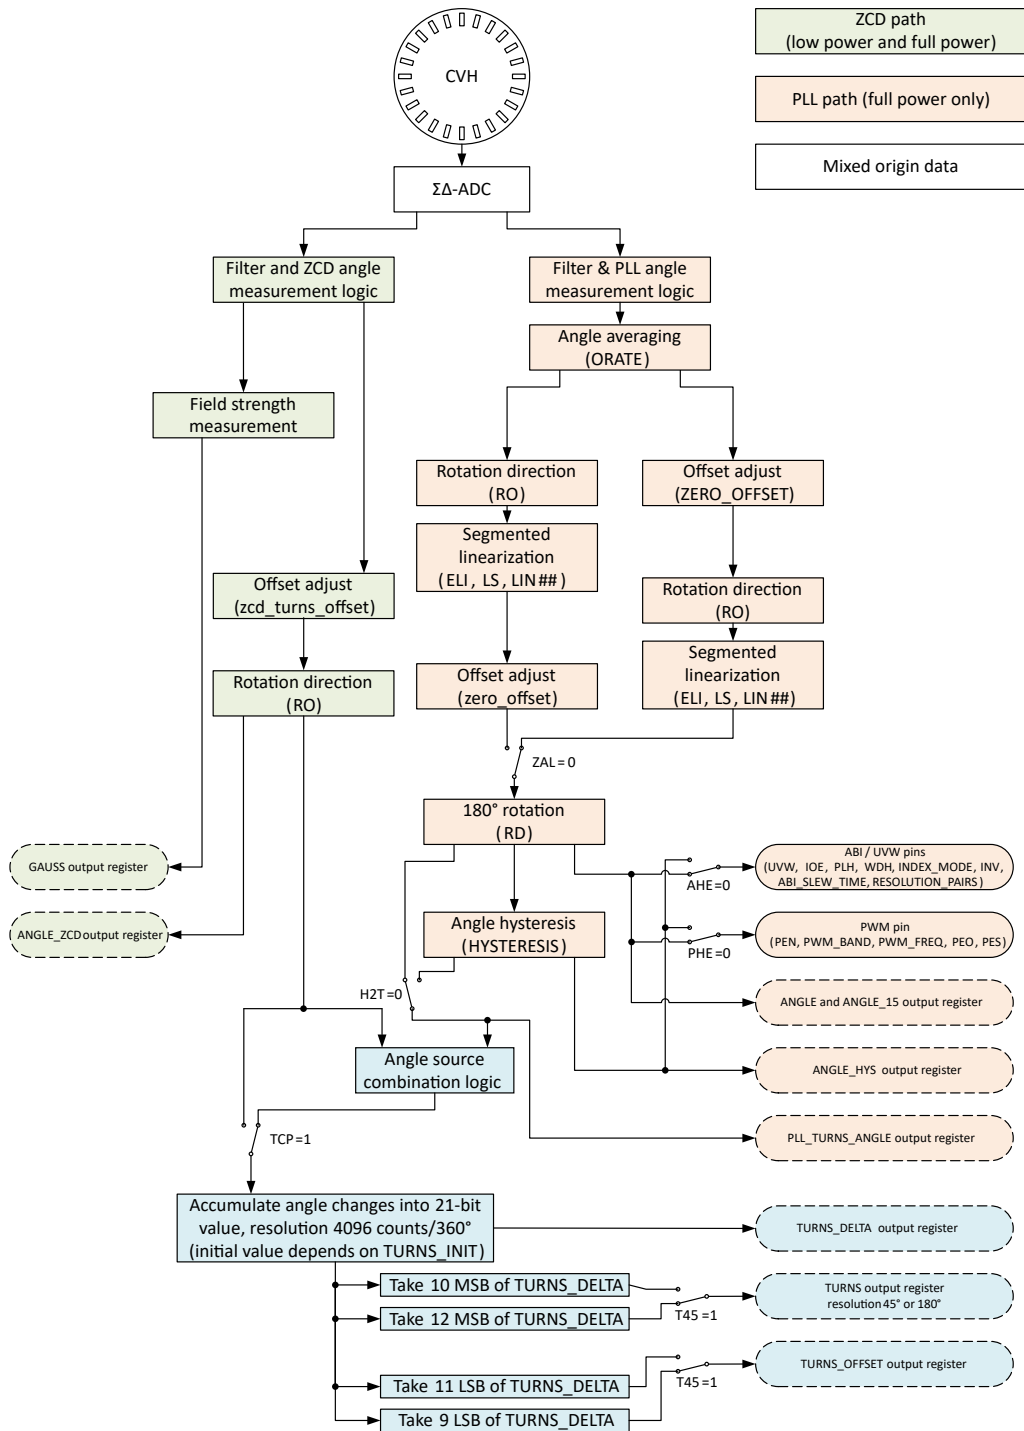 CVH
ZCD path
(low power and full power)
PLL path (full power only)
Mixed origin data
ΣΔ-ADC
Filter and ZCD angle
measurement logic
Filter & PLL angle
measurement logic
Angle averaging
(ORATE)
Field strength
measurement
Rotation direction
(RO)
Offset adjust
(ZERO_OFFSET)
Segmented
linearization
(ELI, LS, LIN##)
Offset adjust
(zcd_turns_offset)
Rotation direction
(RO)
Rotation direction
(RO)
Offset adjust
(zero_offset)
Segmented
linearization
(ELI, LS, LIN##)
ZAL=0
180° rotation
(RD)
GAUSS output register
ABI / UVW pins
(UVW, IOE, PLH, WDH, INDEX_MODE, INV,
ABI_SLEW_TIME, RESOLUTION_PAIRS)
AHE=0
ANGLE_ZCD output register
Angle hysteresis
(HYSTERESIS)
PWM pin
(PEN, PWM_BAND, PWM_FREQ, PEO, PES)
PHE=0
H2T=0
ANGLE and ANGLE_15 output register
Angle source
combination logic
ANGLE_HYS output register
TCP=1
PLL_TURNS_ANGLE output register
Accumulate angle changes into 21-bit
value, resolution 4096 counts/360°
(initial value depends on TURNS_INIT)
TURNS_DELTA output register
Take 10 MSB of TURNS_DELTA
Take 12 MSB of TURNS_DELTA
T45=1
TURNS output register
resolution 45° or 180°
Take 11 LSB of TURNS_DELTA
Take 9 LSB of TURNS_DELTA
T45=1
TURNS_OFFSET output register